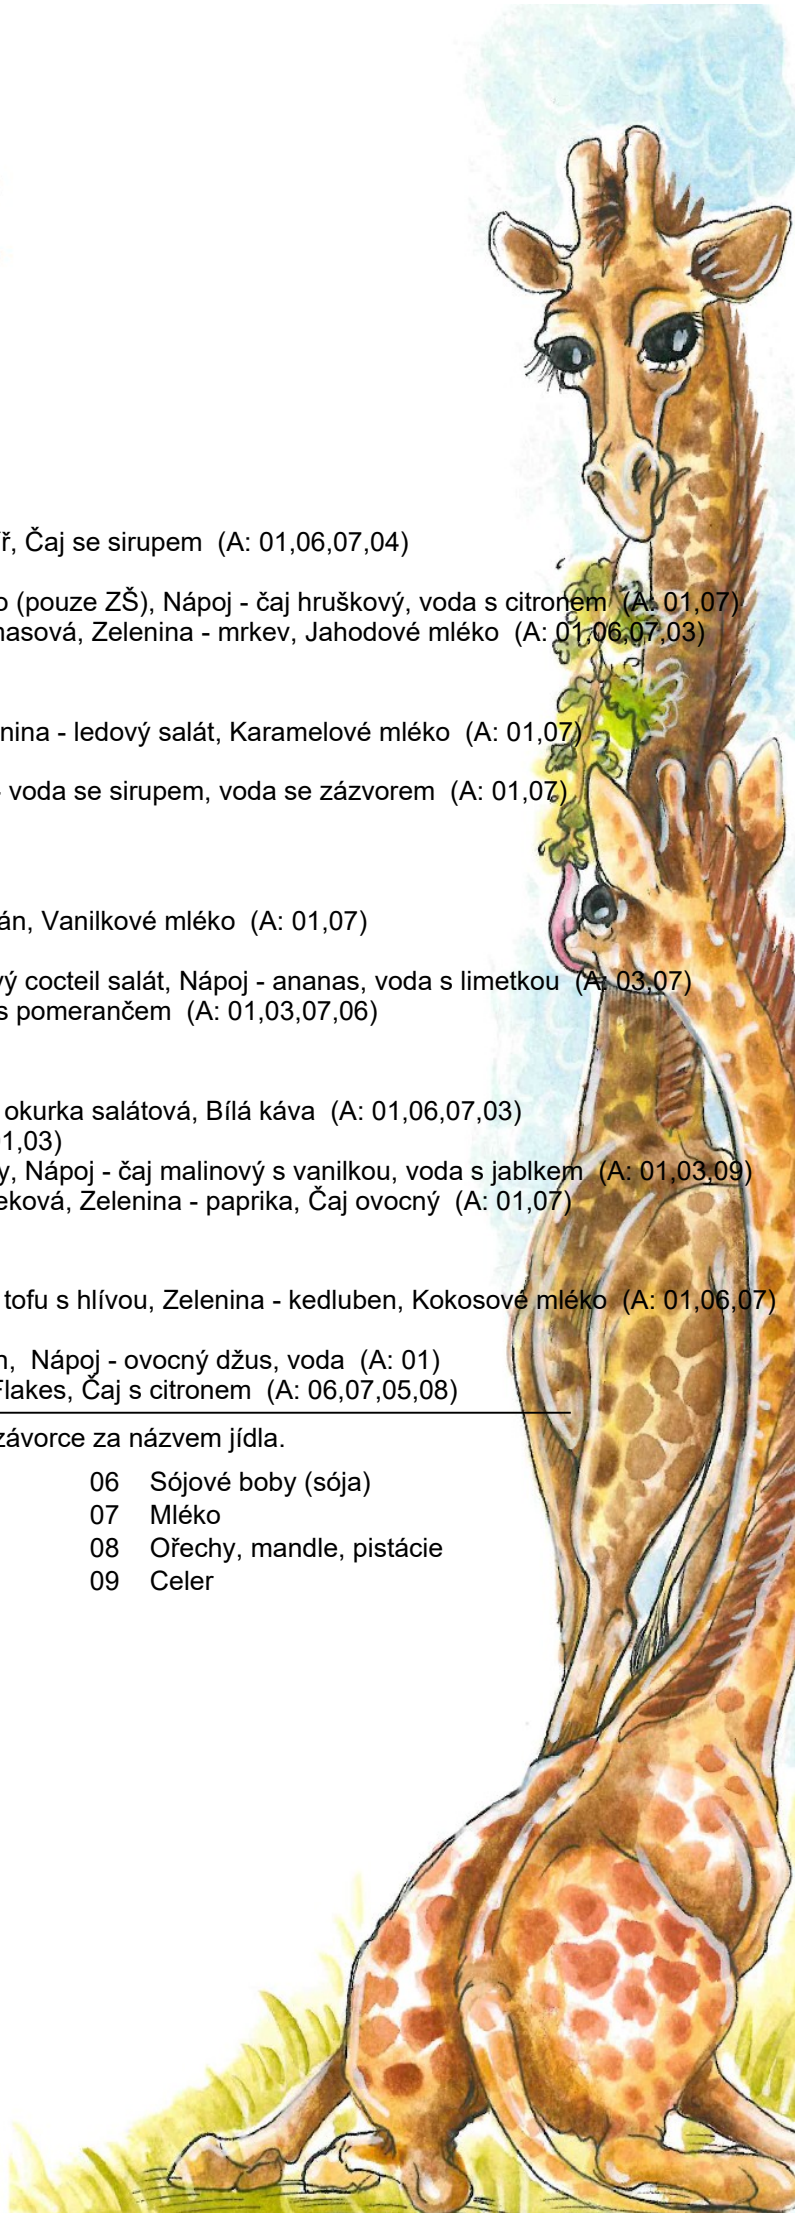 ř, Čaj se sirupem (A: 01,06,07,04)
o (pouze ZŠ), Nápoj - čaj hruškový, voda s citronem (A: 01,07)
nasová, Zelenina - mrkev, Jahodové mléko (A: 01,06,07,03)
nina - ledový salát, Karamelové mléko (A: 01,07)
- voda se sirupem, voda se zázvorem (A: 01,07)
án, Vanilkové mléko (A: 01,07)
vý cocteil salát, Nápoj - ananas, voda s limetkou (A: 03,07)
s pomerančem (A: 01,03,07,06)
okurka salátová, Bílá káva (A: 01,06,07,03)
01,03)
y, Nápoj - čaj malinový s vanilkou, voda s jablkem (A: 01,03,09)
eková, Zelenina - paprika, Čaj ovocný (A: 01,07)
tofu s hlívou, Zelenina - kedluben, Kokosové mléko (A: 01,06,07)
n, Nápoj - ovocný džus, voda (A: 01)
Flakes, Čaj s citronem (A: 06,07,05,08)
závorce za názvem jídla.
06 Sójové boby (sója)
07 Mléko
08 Ořechy, mandle, pistácie
09 Celer